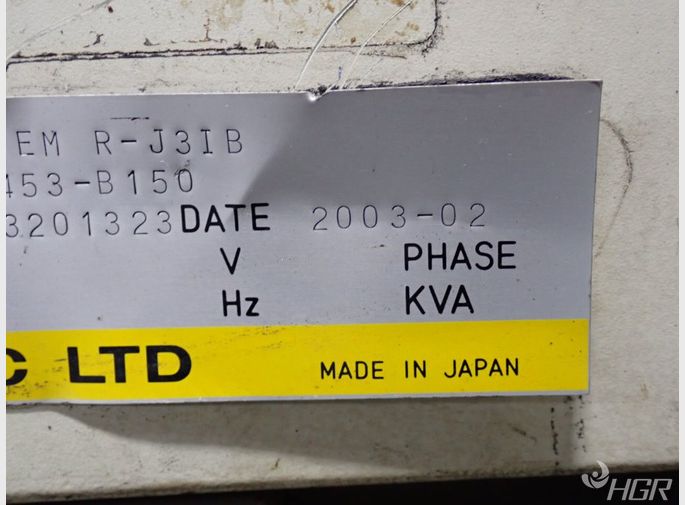 EM R-J3IB
453-B150
3201323 DATE 2003-02
V PHASE
Hz KVA
C LTD MADE IN JAPAN
HGR